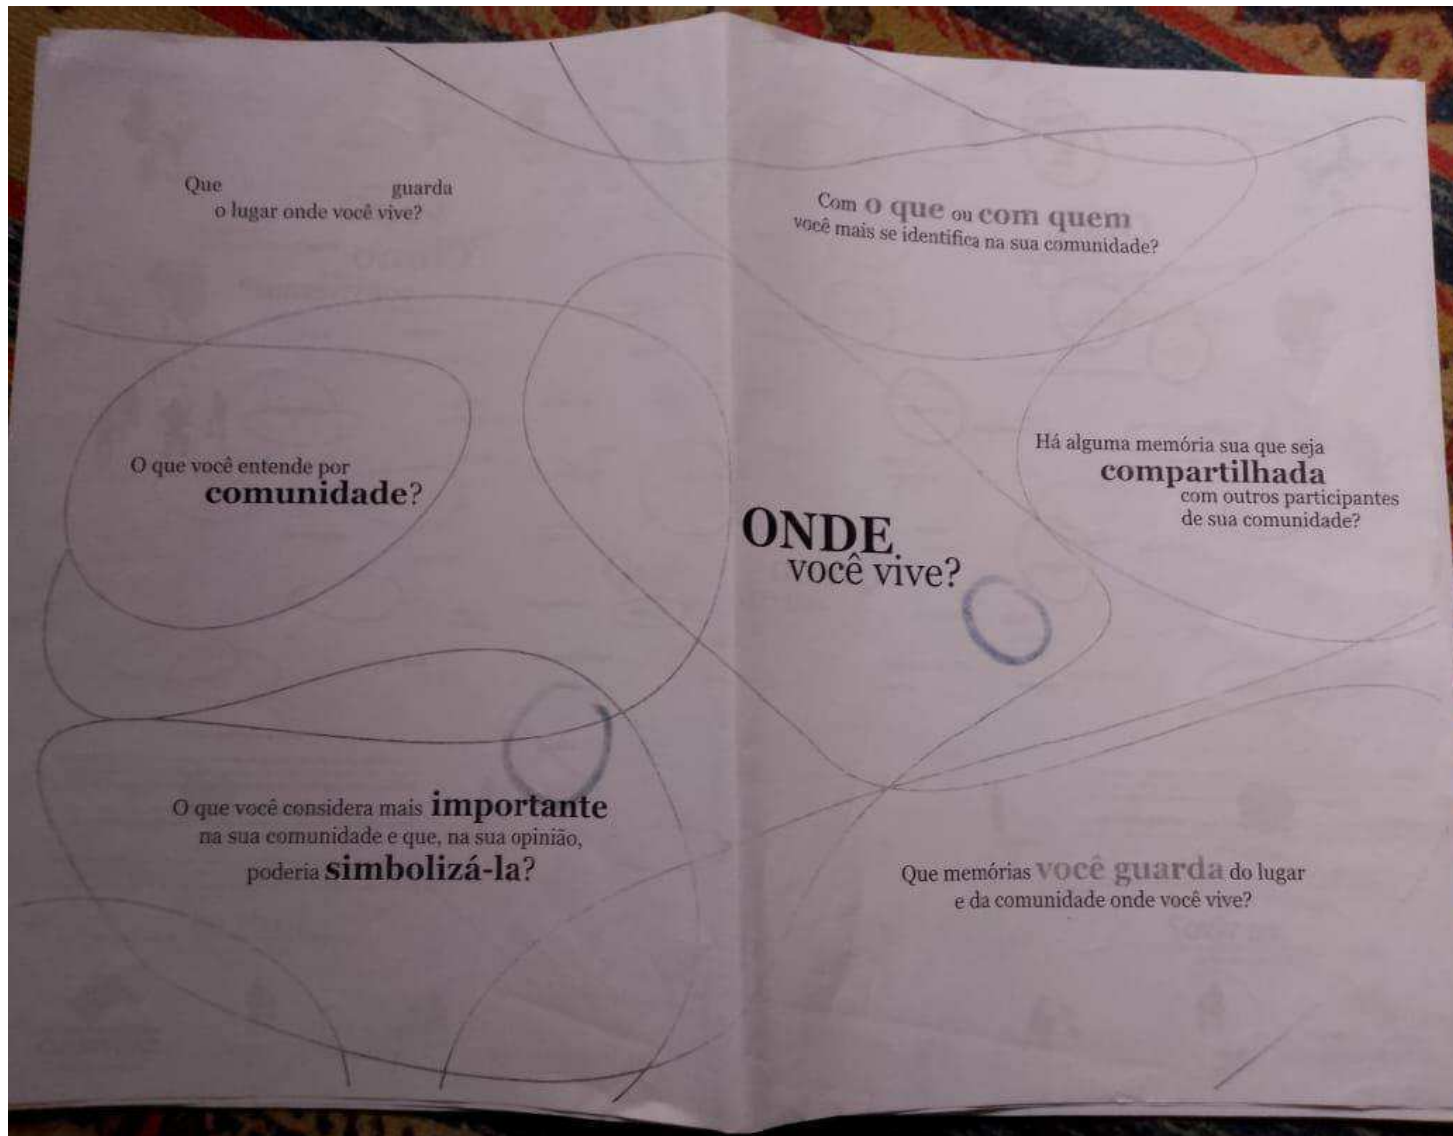 Que guarda
o lugar onde você vive?
O que você entende por
comunidade?
O que você considera mais importante
na sua comunidade e que, na sua opinião,
poderia simbolizá-la?
Com o que ou com quem
você mais se identifica na sua comunidade?
Há alguma memória sua que seja
compartilhada
com outros participantes
de sua comunidade?
ONDE
você vive?
Que memórias você guarda do lugar
e da comunidade onde você vive?